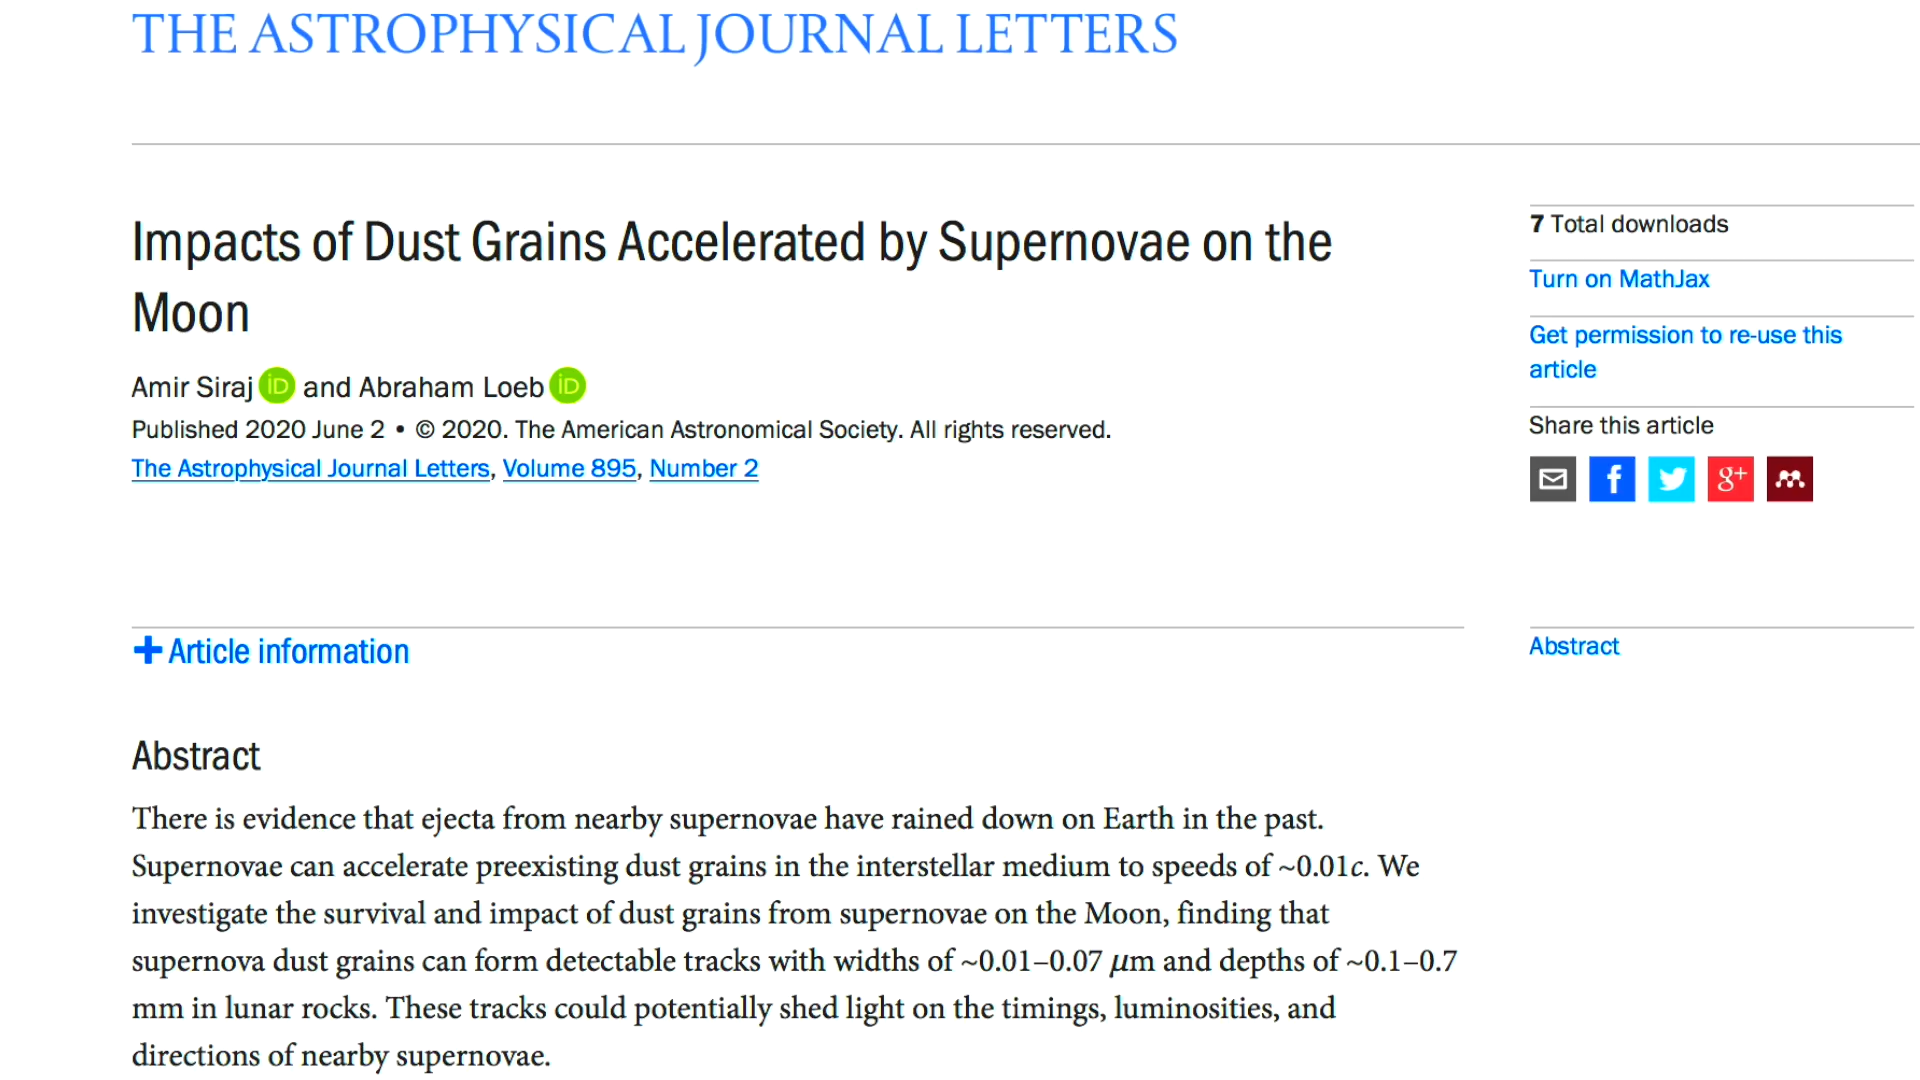 THE ASTROPHYSICAL JOURNAL LETTERS
Impacts of Dust Grains Accelerated by Supernovae on the
Moon
Amir Siraj iD and Abraham Loeb iD
Published 2020 June 2 • © 2020. The American Astronomical Society. All rights reserved.
The Astrophysical Journal Letters, Volume 895, Number 2
7 Total downloads
Turn on MathJax
Get permission to re-use this
article
Share this article
f
g+
+ Article information
Abstract
Abstract
There is evidence that ejecta from nearby supernovae have rained down on Earth in the past.
Supernovae can accelerate preexisting dust grains in the interstellar medium to speeds of ~0.01c. We
investigate the survival and impact of dust grains from supernovae on the Moon, finding that
supernova dust grains can form detectable tracks with widths of ~0.01–0.07 μm and depths of ~0.1–0.7
mm in lunar rocks. These tracks could potentially shed light on the timings, luminosities, and
directions of nearby supernovae.